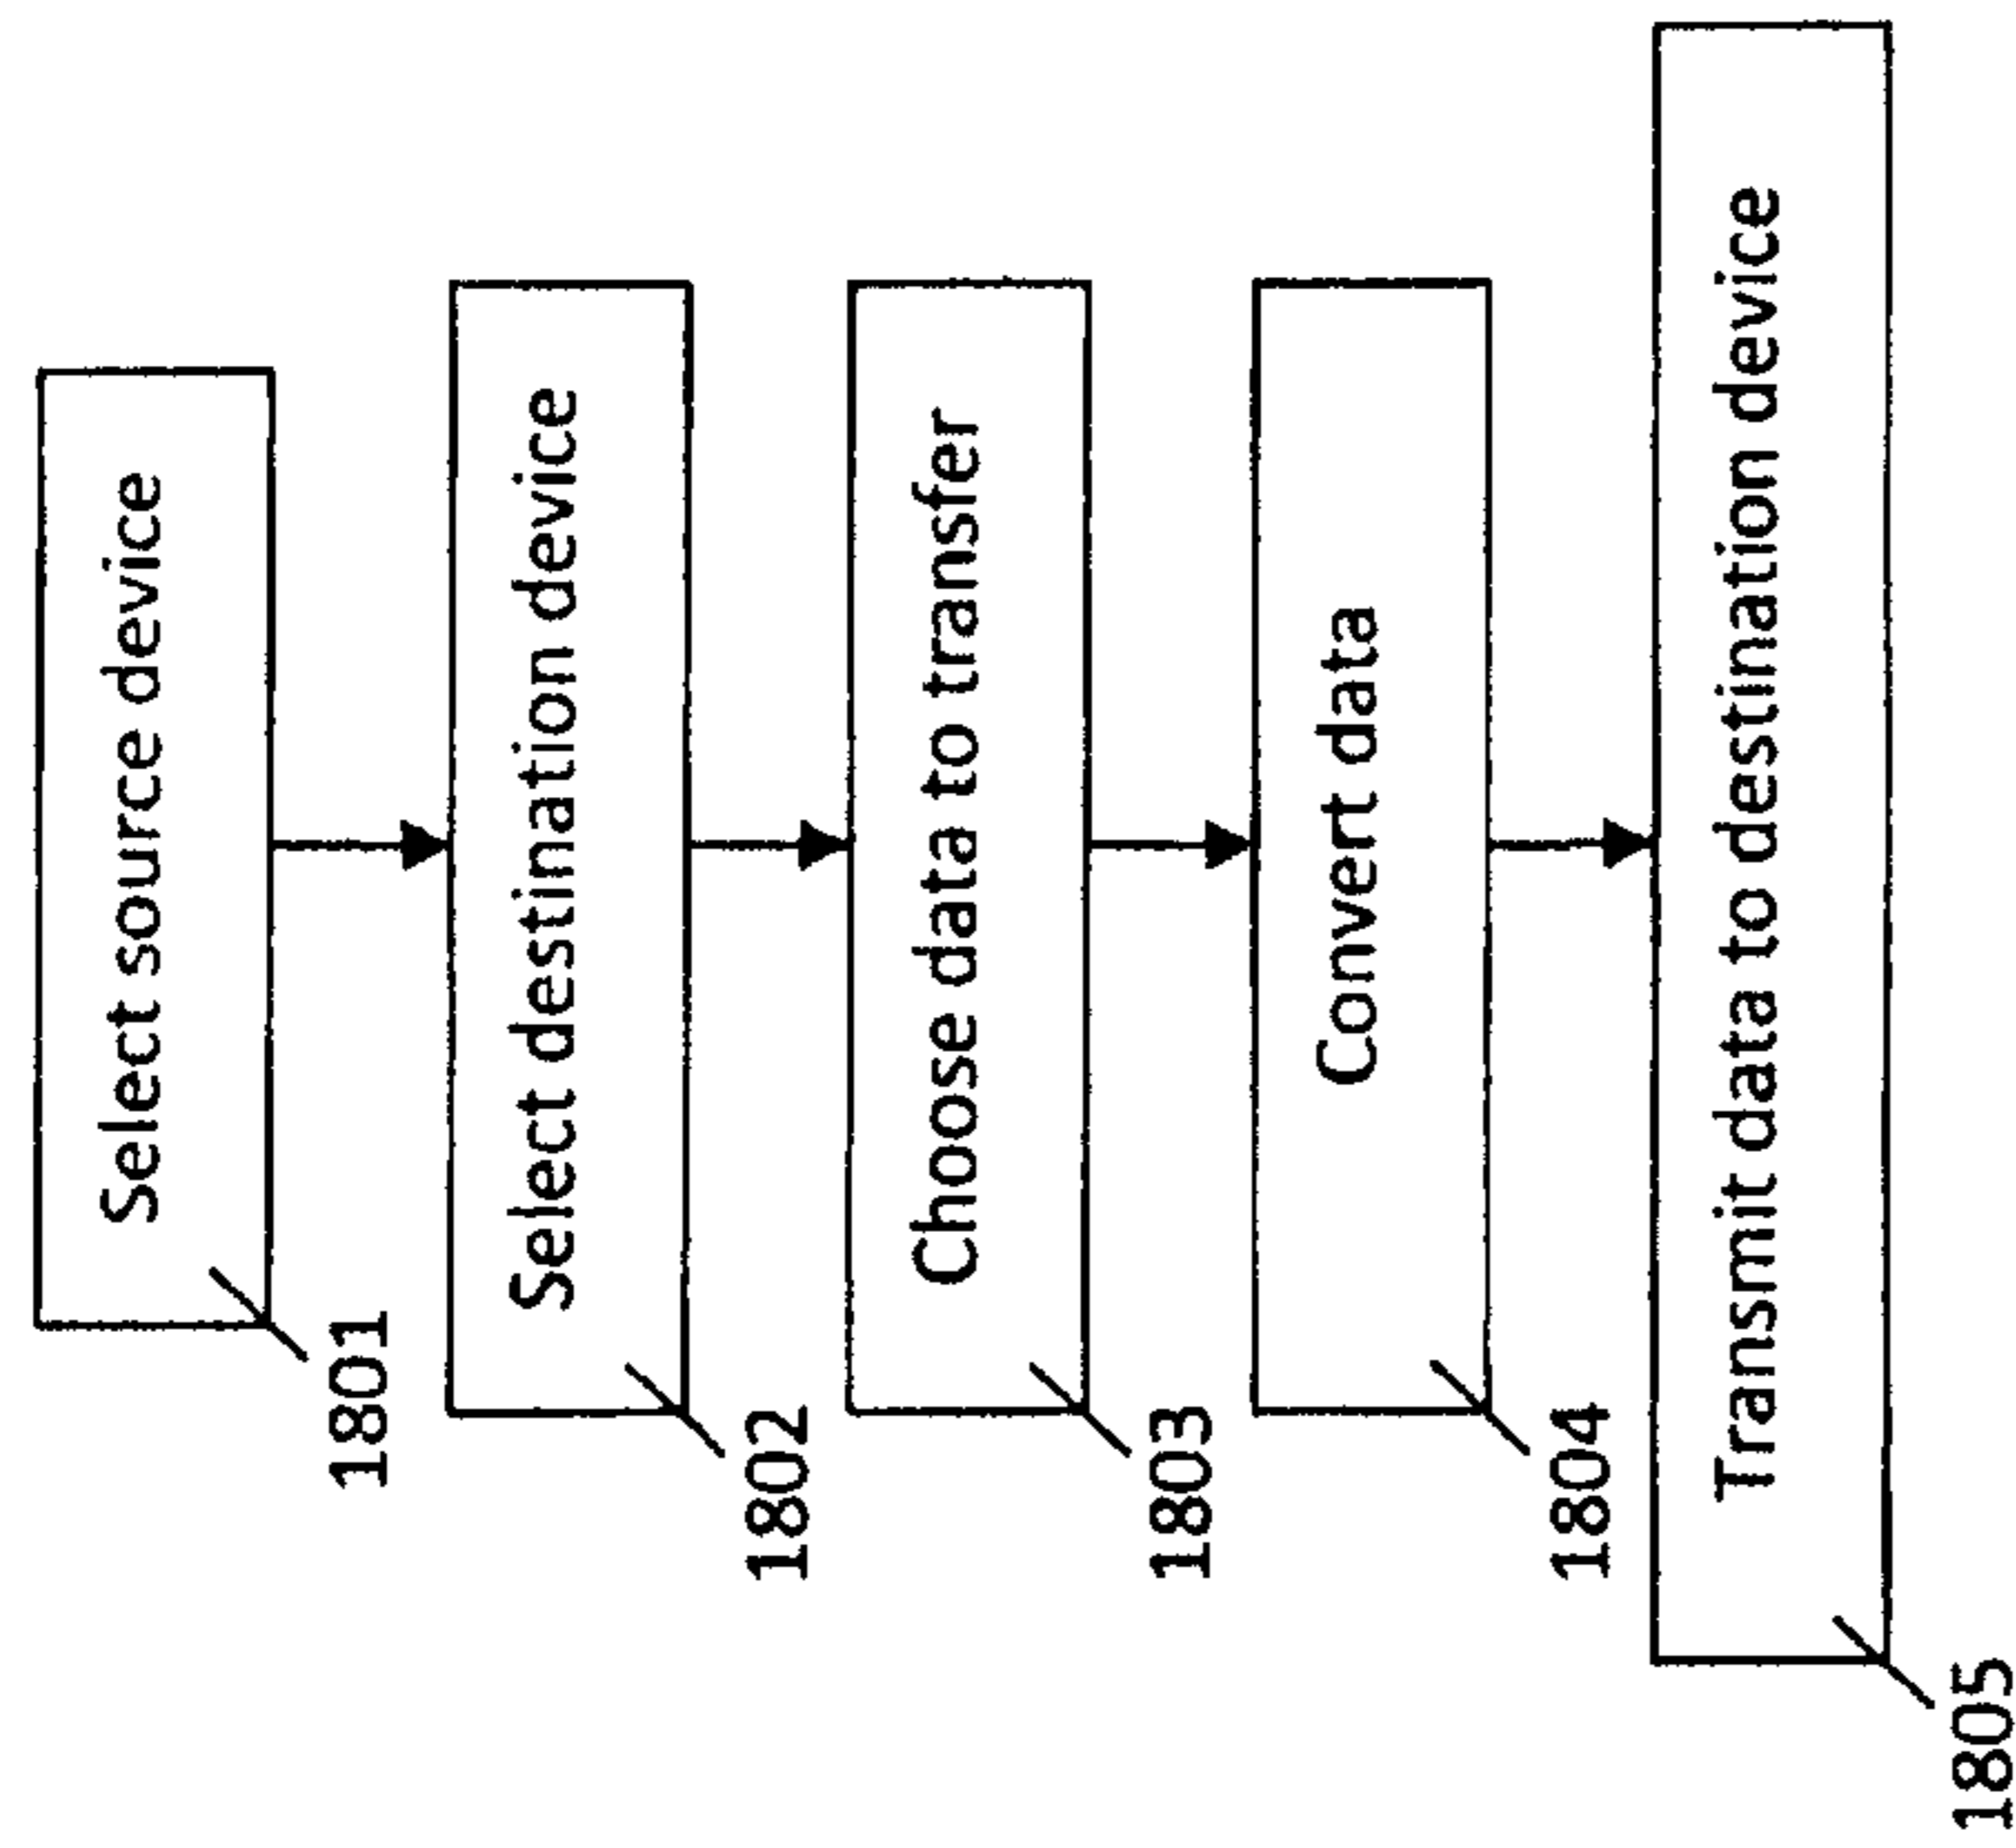 Select source device
1801
Select destination device
1802
Choose data to transfer
1803
Convert data
1804
Transmit data to destination device
1805